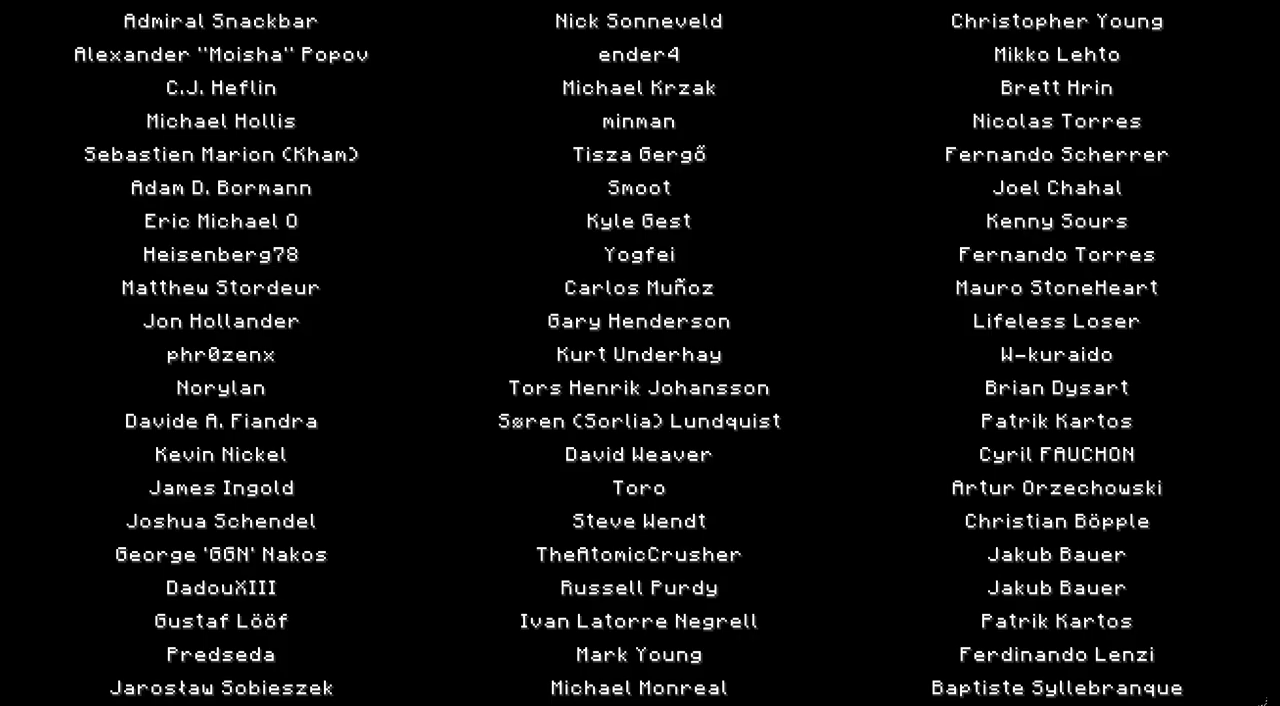 Admiral Snackbar Nick Sonneveld Christopher Young
Alexander "Moisha" Popov ender4 Mikko Lehto
C.J. Heflin Michael Krzak Brett Hrin
Michael Hollis minman Nicolas Torres
Sebastien Marion (Kham) Tisza Gergő Fernando Scherrer
Adam D. Bormann Smoot Joel Chahal
Eric Michael O Kyle Gest Kenny Sours
Heisenberg78 Yogfei Fernando Torres
Matthew Stordeur Carlos Muñoz Mauro StoneHeart
Jon Hollander Gary Henderson Lifeless Loser
phr0zenx Kurt Underhay W-kuraido
Norylan Tors Henrik Johansson Brian Dysart
Davide A. Fiandra Søren (Sorlia) Lundquist Patrik Kartos
Kevin Nickel David Weaver Cyril FAUCHON
James Ingold Toro Artur Orzechowski
Joshua Schendel Steve Wendt Christian Böpple
George 'GGN' Nakos TheAtomicCrusher Jakub Bauer
DadouXIII Russell Purdy Jakub Bauer
Gustaf Lööf Ivan Latorre Negrell Patrik Kartos
Predseda Mark Young Ferdinando Lenzi
Jarosław Sobieszek Michael Monreal Baptiste Syllebranque